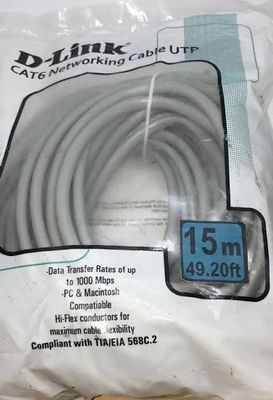 D-Link
CAT6 Networking Cable UTP
15m
49.20ft
-Data Transfer Rates of up
to 1000 Mbps
-PC & Macintosh
Compatiable
Hi-Flex conductors for
maximum cable flexibility
Compliant with TIA/EIA 568C.2